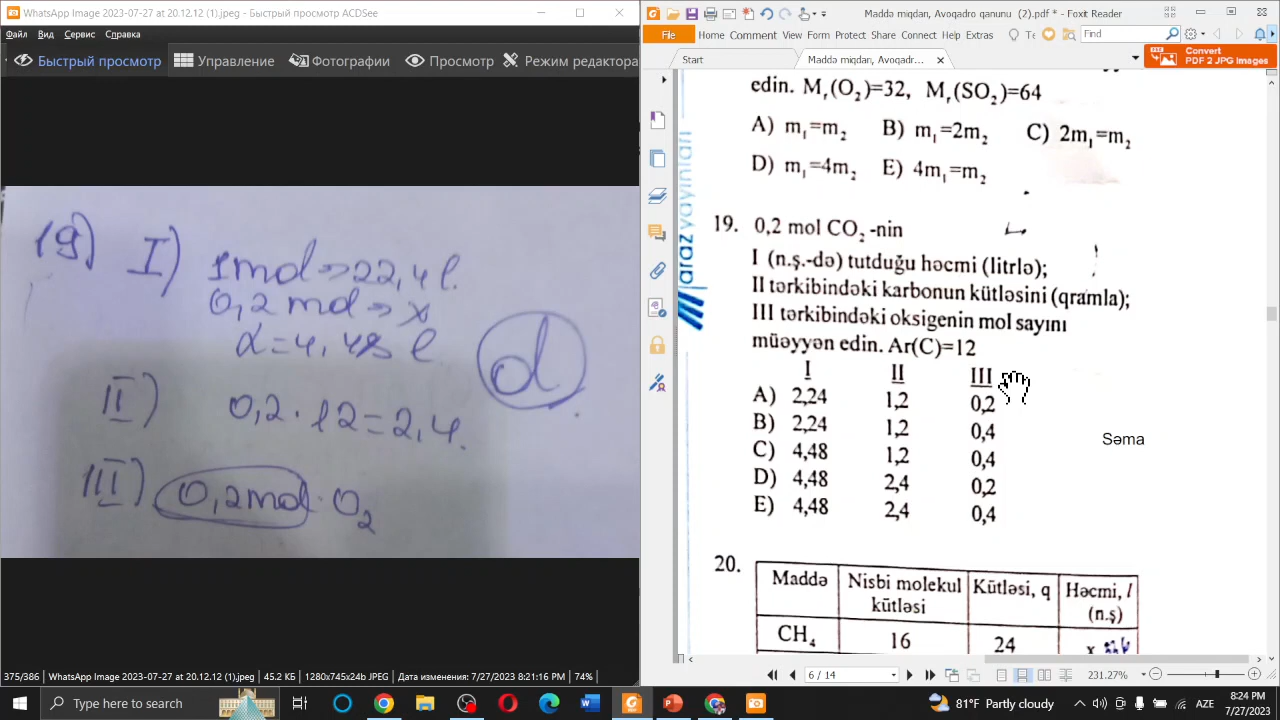 WhatsApp Image 2023-07-27 at 20.12.12 (1).jpeg - Быстрый просмотр ACDSee
Файл Вид Сервис Справка
Быстрый просмотр Управление Фотографии Просмотр Режим редактора
19) I) 1 mol = 22,4 l
x = 4,48 l
0,2 · 12 = 2,4.
III) 0,2 mol · O2
d
375/386 WhatsApp Image 2023-07-27 at 20.12.12 (1).jpeg JPEG Дата изменения: 7/27/2023 8:21:16 PM 74%
Maddə miqdarı, Avoqadro qanunu (2).pdf * - Foxit Reader
File Home Comment View Form Protect Share Connect Help Extras Find
Start Maddə miqdarı, Avoqadr...
Convert
PDF 2 JPG Images
araz yayınları
edin. Mr(O2)=32, Mr(SO2)=64
A) m1=m2 B) m1=2m2 C) 2m1=m2
D) m1=4m2 E) 4m1=m2
19. 0,2 mol CO2 -nin
I (n.ş.-də) tutduğu həcmi (litrlə);
II tərkibindəki karbonun kütləsini (qramla);
III tərkibindəki oksigenin mol sayını
müəyyən edin. Ar(C)=12
I II III
A) 2,24 1,2 0,2
B) 2,24 1,2 0,4
C) 4,48 1,2 0,4
D) 4,48 2,4 0,2
E) 4,48 2,4 0,4
Səma
20.
Maddə Nisbi molekul kütləsi Kütləsi, q Həcmi, l (n.ş)
CH4 16 24 x
6 / 14 231.27%
Type here to search
81°F Partly cloudy AZE 8:24 PM
7/27/2023